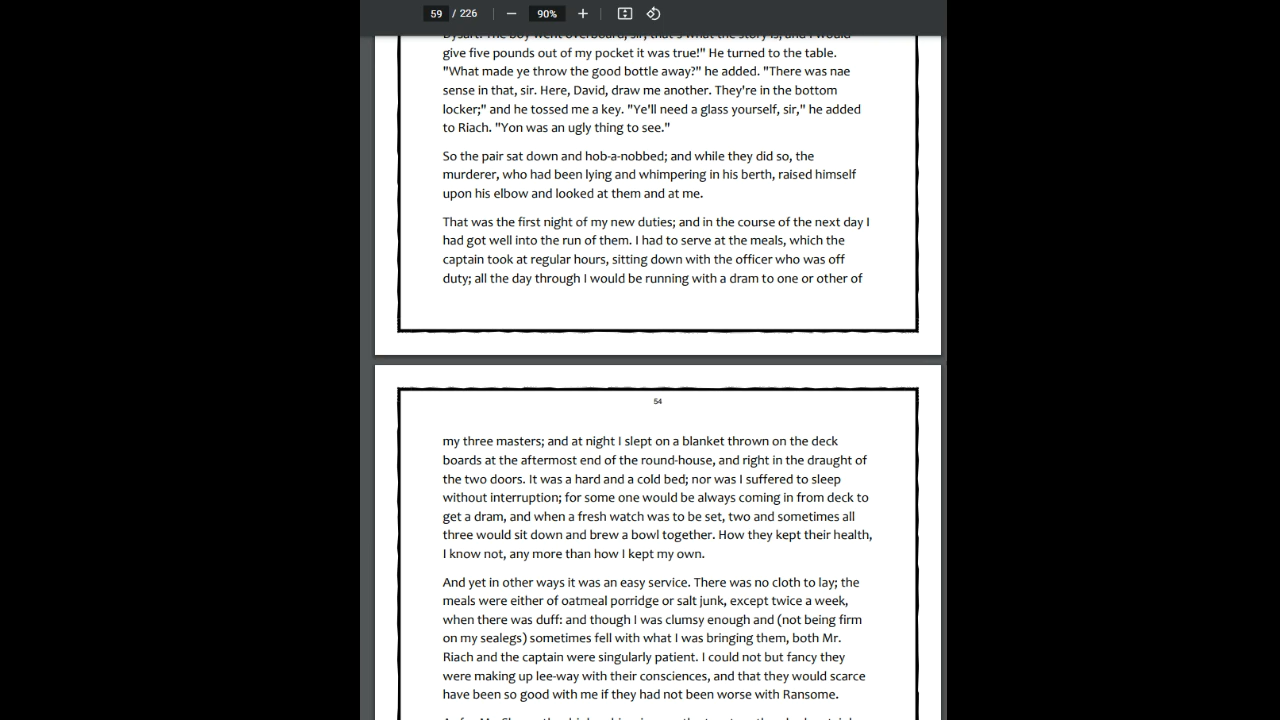 59 / 226 90%
give five pounds out of my pocket it was true!" He turned to the table.
"What made ye throw the good bottle away?" he added. "There was nae
sense in that, sir. Here, David, draw me another. They're in the bottom
locker;" and he tossed me a key. "Ye'll need a glass yourself, sir," he added
to Riach. "Yon was an ugly thing to see."
So the pair sat down and hob-a-nobbed; and while they did so, the
murderer, who had been lying and whimpering in his berth, raised himself
upon his elbow and looked at them and at me.
That was the first night of my new duties; and in the course of the next day I
had got well into the run of them. I had to serve at the meals, which the
captain took at regular hours, sitting down with the officer who was off
duty; all the day through I would be running with a dram to one or other of
54
my three masters; and at night I slept on a blanket thrown on the deck
boards at the aftermost end of the round-house, and right in the draught of
the two doors. It was a hard and a cold bed; nor was I suffered to sleep
without interruption; for some one would be always coming in from deck to
get a dram, and when a fresh watch was to be set, two and sometimes all
three would sit down and brew a bowl together. How they kept their health,
I know not, any more than how I kept my own.
And yet in other ways it was an easy service. There was no cloth to lay; the
meals were either of oatmeal porridge or salt junk, except twice a week,
when there was duff: and though I was clumsy enough and (not being firm
on my sealegs) sometimes fell with what I was bringing them, both Mr.
Riach and the captain were singularly patient. I could not but fancy they
were making up lee-way with their consciences, and that they would scarce
have been so good with me if they had not been worse with Ransome.